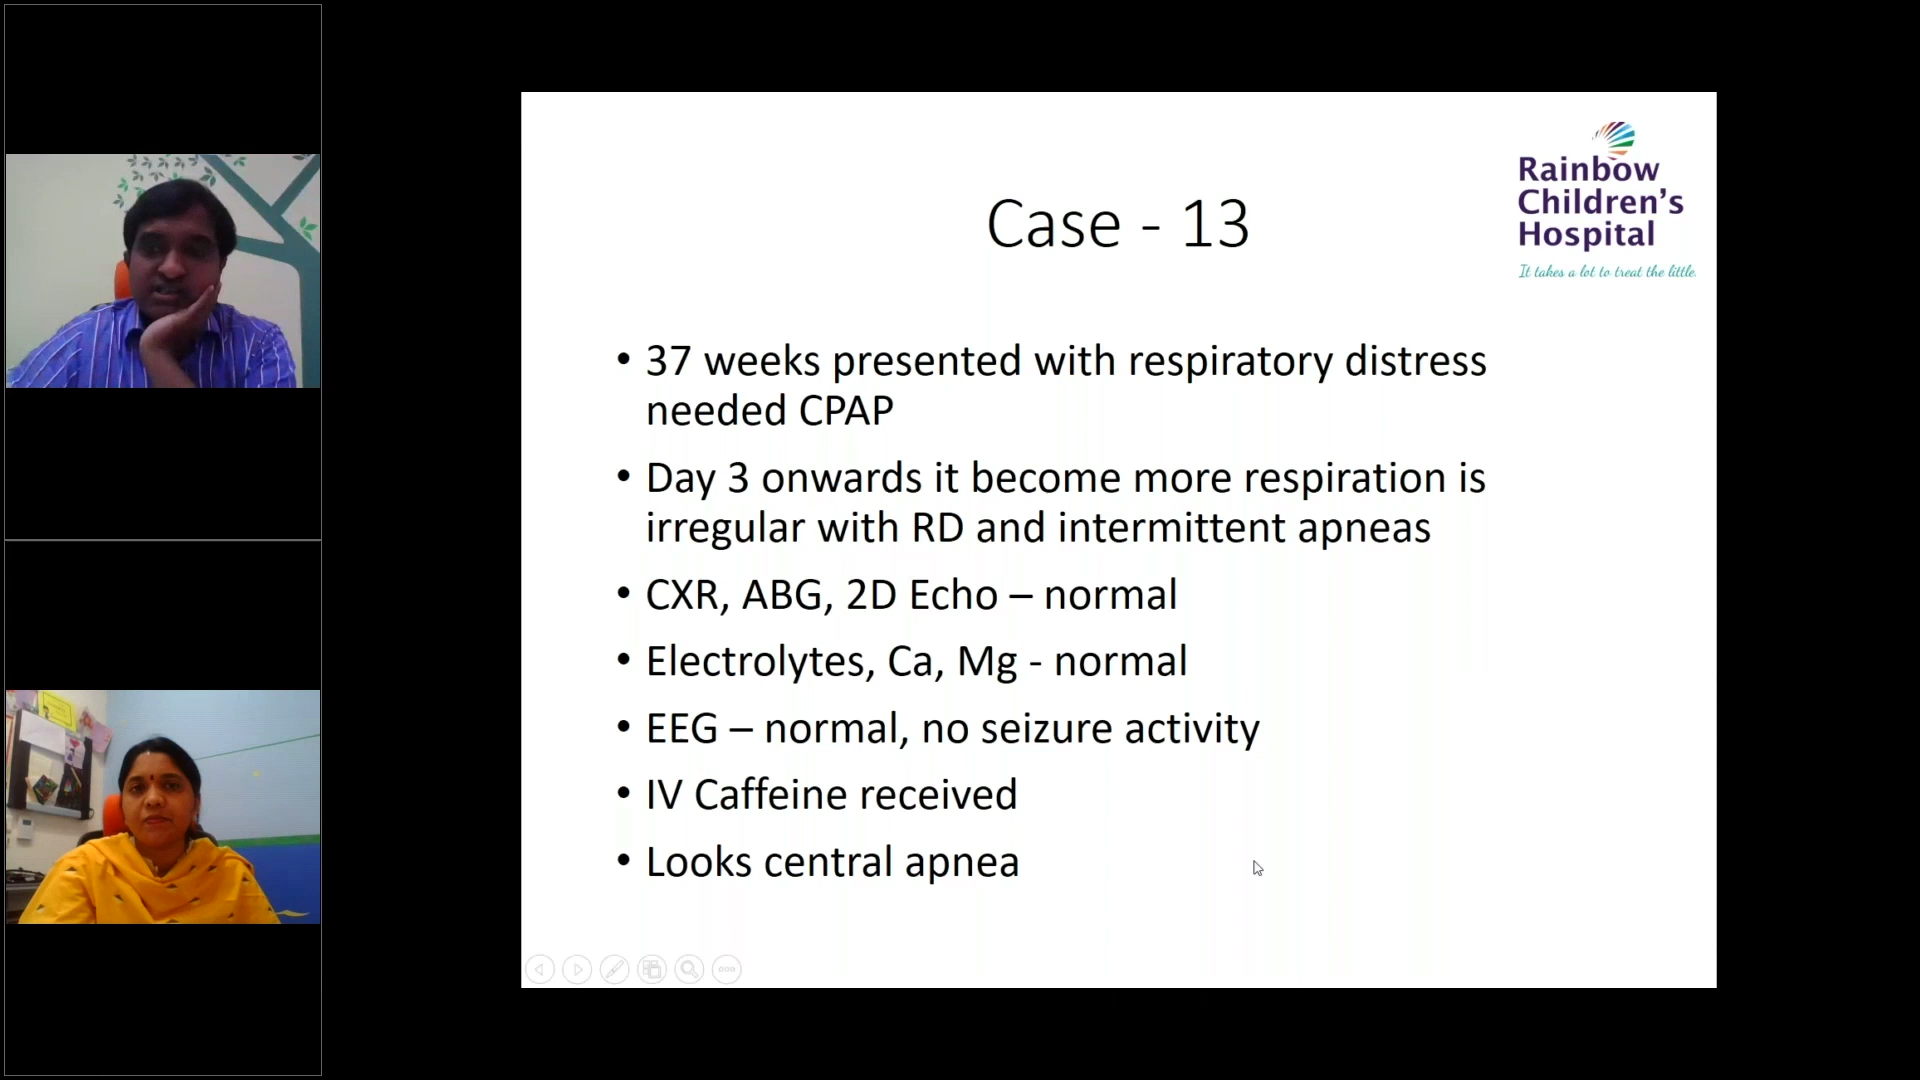 Rainbow
Children's
Hospital
It takes a lot to treat the little.
Case - 13
• 37 weeks presented with respiratory distress
needed CPAP
• Day 3 onwards it become more respiration is
irregular with RD and intermittent apneas
• CXR, ABG, 2D Echo – normal
• Electrolytes, Ca, Mg - normal
• EEG – normal, no seizure activity
• IV Caffeine received
• Looks central apnea